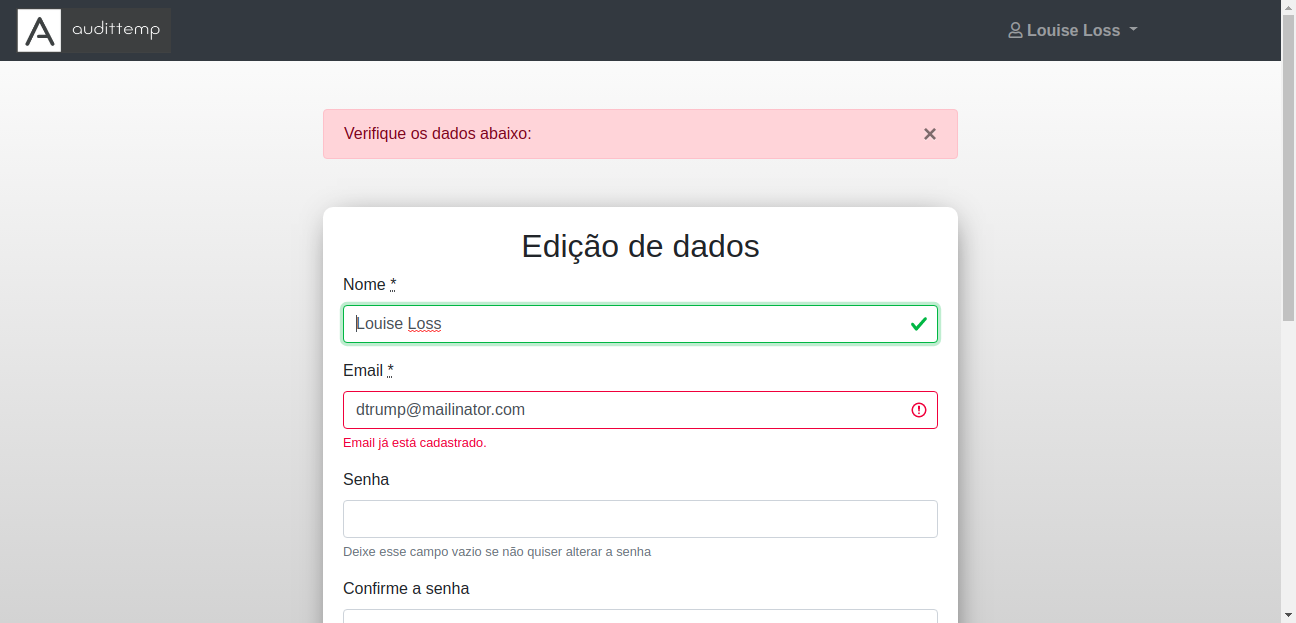 A audittemp
Louise Loss
Verifique os dados abaixo:
×
Edição de dados
Nome *
Louise Loss
Email *
dtrump@mailinator.com
Email já está cadastrado.
Senha
Deixe esse campo vazio se não quiser alterar a senha
Confirme a senha